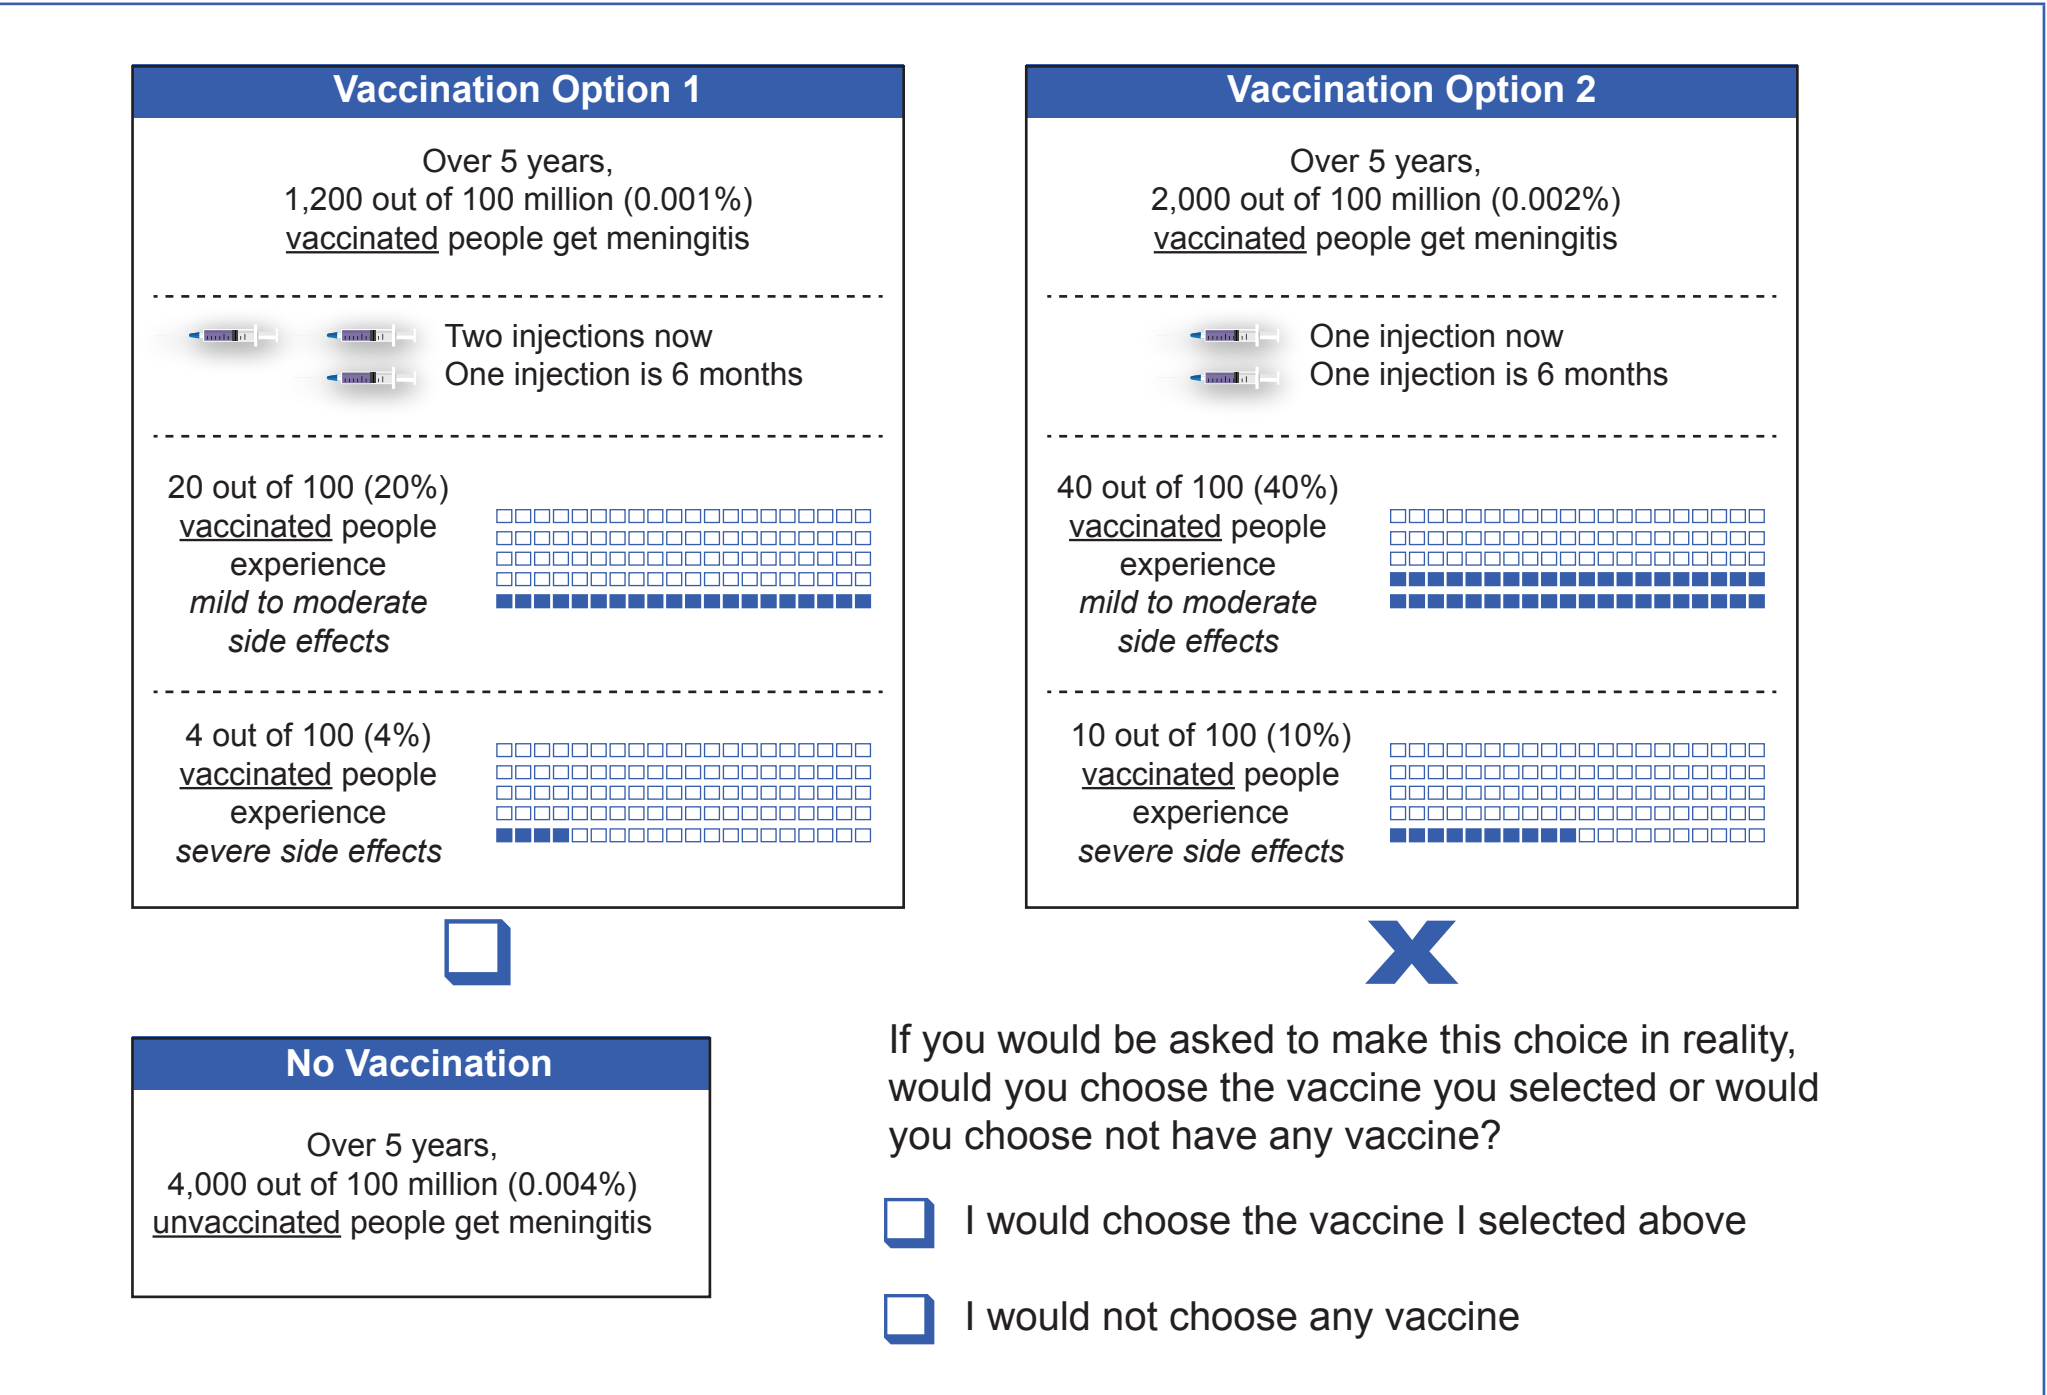 Vaccination Option 1
Over 5 years,
1,200 out of 100 million (0.001%)
vaccinated people get meningitis
Two injections now
One injection is 6 months
20 out of 100 (20%)
vaccinated people
experience
mild to moderate
side effects
4 out of 100 (4%)
vaccinated people
experience
severe side effects
Vaccination Option 2
Over 5 years,
2,000 out of 100 million (0.002%)
vaccinated people get meningitis
One injection now
One injection is 6 months
40 out of 100 (40%)
vaccinated people
experience
mild to moderate
side effects
10 out of 100 (10%)
vaccinated people
experience
severe side effects
X
No Vaccination
Over 5 years,
4,000 out of 100 million (0.004%)
unvaccinated people get meningitis
If you would be asked to make this choice in reality,
would you choose the vaccine you selected or would
you choose not have any vaccine?
I would choose the vaccine I selected above
I would not choose any vaccine